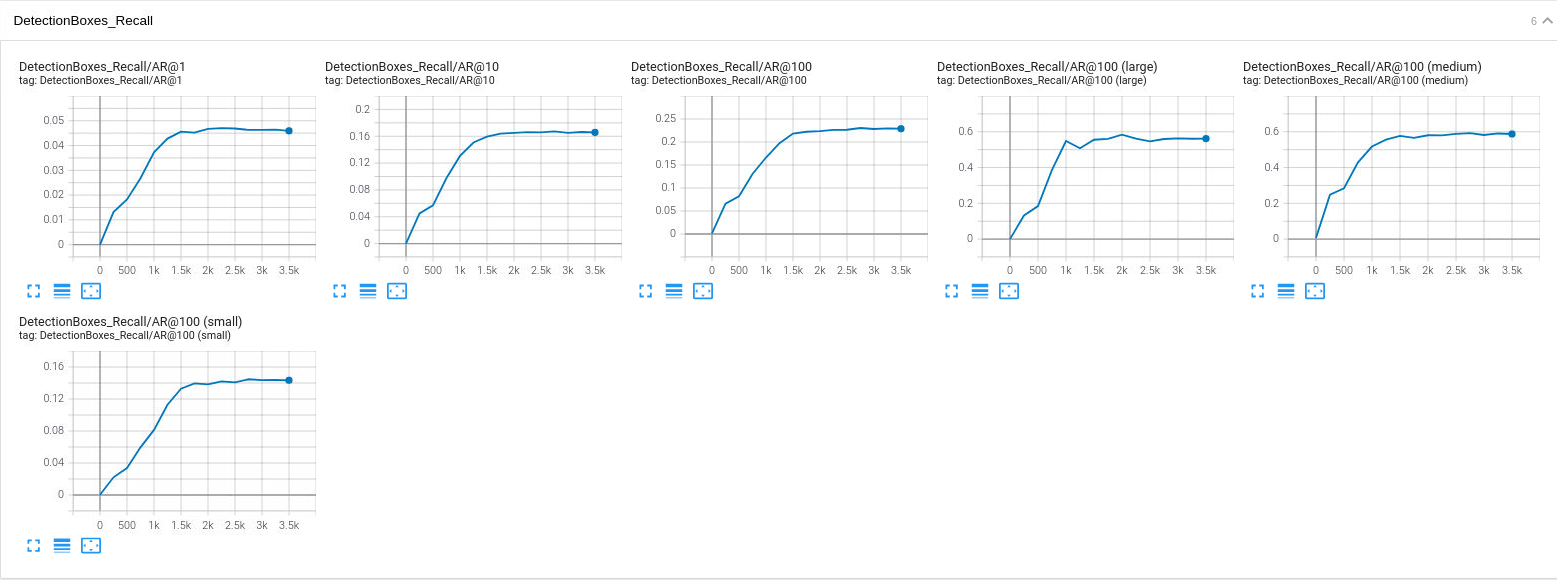 DetectionBoxes_Recall
6
DetectionBoxes_Recall/AR@1
tag: DetectionBoxes_Recall/AR@1
0.05
0.04
0.03
0.02
0.01
0
0 500 1k 1.5k 2k 2.5k 3k 3.5k
DetectionBoxes_Recall/AR@10
tag: DetectionBoxes_Recall/AR@10
0.2
0.16
0.12
0.08
0.04
0
0 500 1k 1.5k 2k 2.5k 3k 3.5k
DetectionBoxes_Recall/AR@100
tag: DetectionBoxes_Recall/AR@100
0.25
0.2
0.15
0.1
0.05
0
0 500 1k 1.5k 2k 2.5k 3k 3.5k
DetectionBoxes_Recall/AR@100 (large)
tag: DetectionBoxes_Recall/AR@100 (large)
0.6
0.4
0.2
0
0 500 1k 1.5k 2k 2.5k 3k 3.5k
DetectionBoxes_Recall/AR@100 (medium)
tag: DetectionBoxes_Recall/AR@100 (medium)
0.6
0.4
0.2
0
0 500 1k 1.5k 2k 2.5k 3k 3.5k
DetectionBoxes_Recall/AR@100 (small)
tag: DetectionBoxes_Recall/AR@100 (small)
0.16
0.12
0.08
0.04
0
0 500 1k 1.5k 2k 2.5k 3k 3.5k